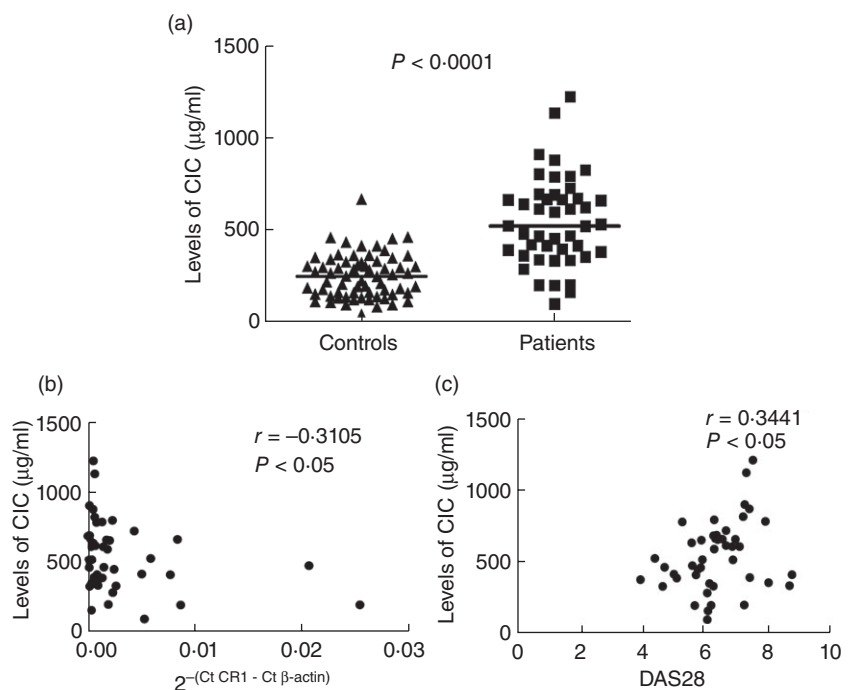 (a)
1500
1000
500
0
Levels of CIC (μg/ml)
P < 0·0001
Controls
Patients
(b)
1500
1000
500
0
Levels of CIC (μg/ml)
r = –0·3105
P < 0·05
0·00
0·01
0·02
0·03
2–(Ct CR1 - Ct β-actin)
(c)
1500
1000
500
0
Levels of CIC (μg/ml)
r = 0·3441
P < 0·05
0
2
4
6
8
10
DAS28